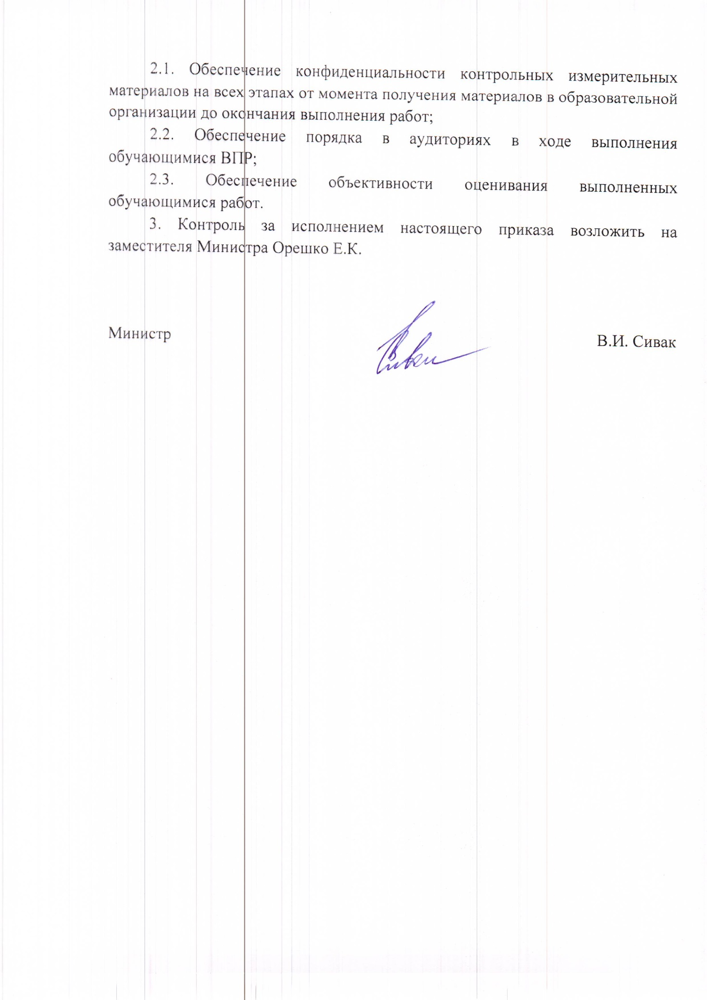 2.1. Обеспечение конфиденциальности контрольных измерительных
материалов на всех этапах от момента получения материалов в образовательной
организации до окончания выполнения работ;
2.2. Обеспечение порядка в аудиториях в ходе выполнения
обучающимися ВПР;
2.3. Обеспечение объективности оценивания выполненных
обучающимися работ.
3. Контроль за исполнением настоящего приказа возложить на
заместителя Министра Орешко Е.К.
Министр В.И. Сивак